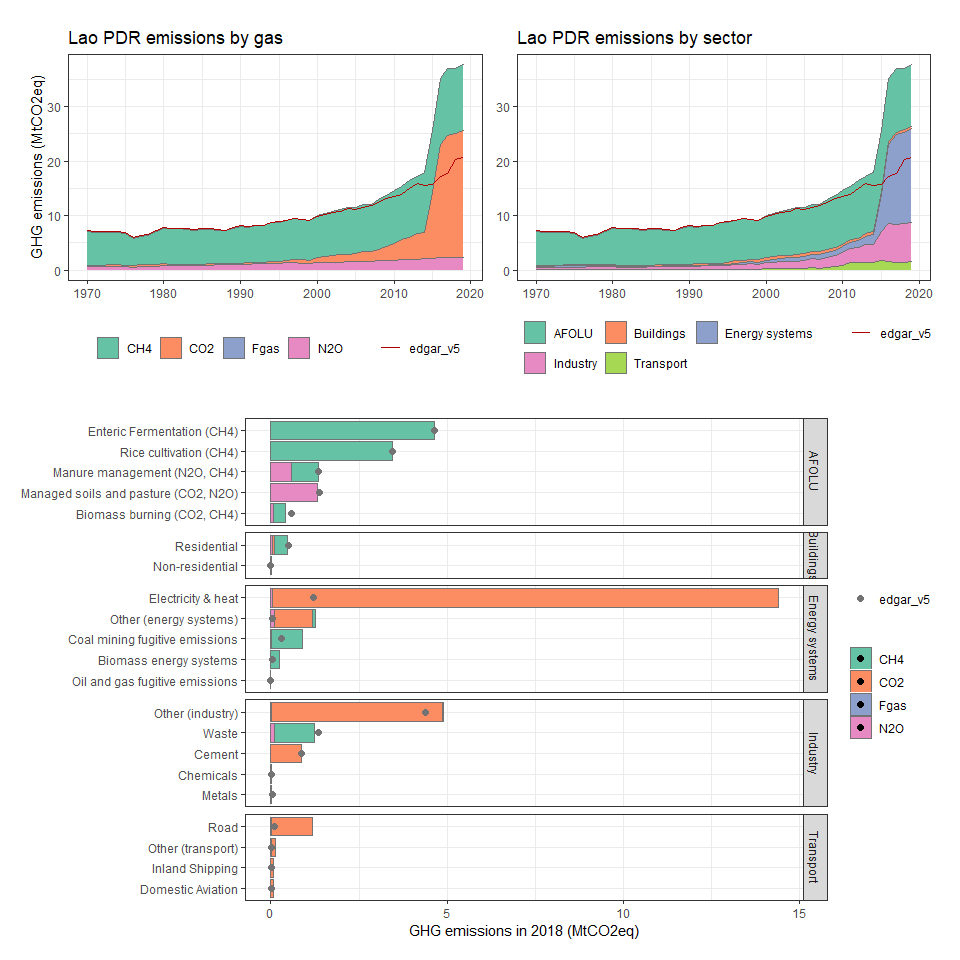 Lao PDR emissions by gas
GHG emissions (MtCO2eq)
30
20
10
0
1970 1980 1990 2000 2010 2020
CH4 CO2 Fgas N2O edgar_v5
Lao PDR emissions by sector
30
20
10
0
1970 1980 1990 2000 2010 2020
AFOLU Buildings Energy systems edgar_v5
Industry Transport
Enteric Fermentation (CH4)
Rice cultivation (CH4)
Manure management (N2O, CH4)
Managed soils and pasture (CO2, N2O)
Biomass burning (CO2, CH4)
AFOLU
Residential
Non-residential
Buildings
Electricity & heat
Other (energy systems)
Coal mining fugitive emissions
Biomass energy systems
Oil and gas fugitive emissions
Energy systems
Other (industry)
Waste
Cement
Chemicals
Metals
Industry
Road
Other (transport)
Inland Shipping
Domestic Aviation
Transport
0 5 10 15
GHG emissions in 2018 (MtCO2eq)
edgar_v5
CH4
CO2
Fgas
N2O